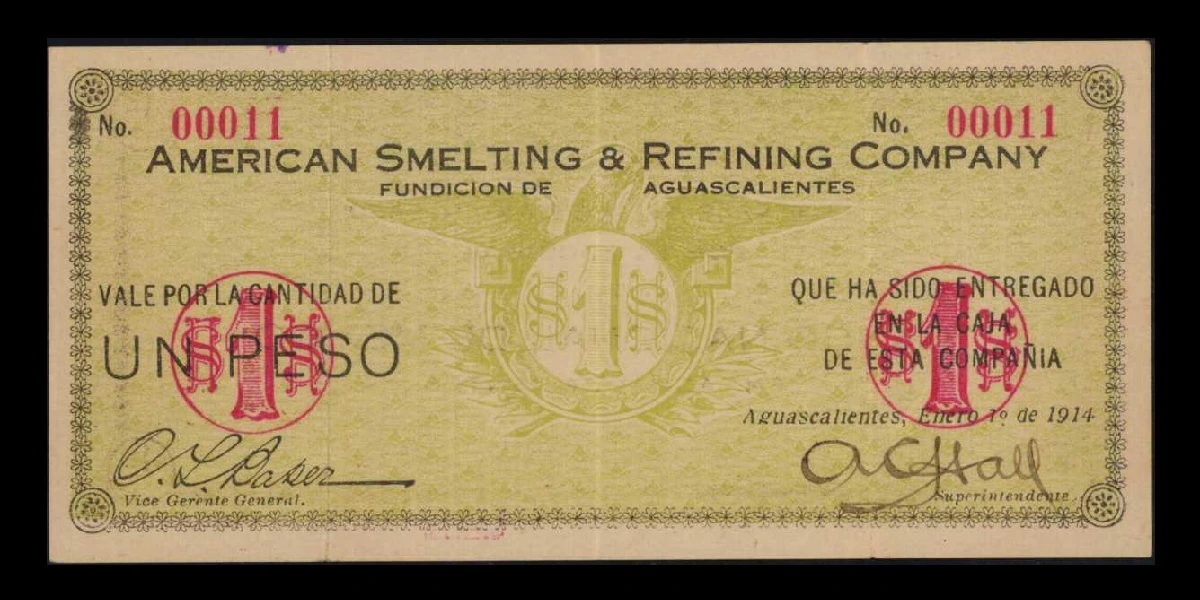 No. 00011 No. 00011
AMERICAN SMELTING & REFINING COMPANY
FUNDICION DE AGUASCALIENTES
VALE POR LA CANTIDAD DE
UN PESO
$1$
$1$
QUE HA SIDO ENTREGADO
EN LA CAJA
DE ESTA COMPAÑIA
$1$
Aguascalientes, Enero 1º de 1914
O. L. Baker
Vice Gerente General.
A G Hall
Superintendente.